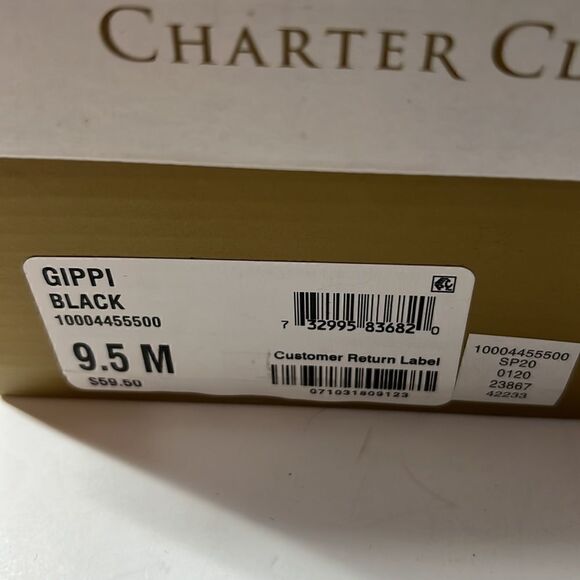 CHARTER CL
GIPPI
BLACK
10004455500
9.5 M
$59.50
7 32995 83682 0
Customer Return Label
071031809123
10004455500
SP20
0120
23867
42233